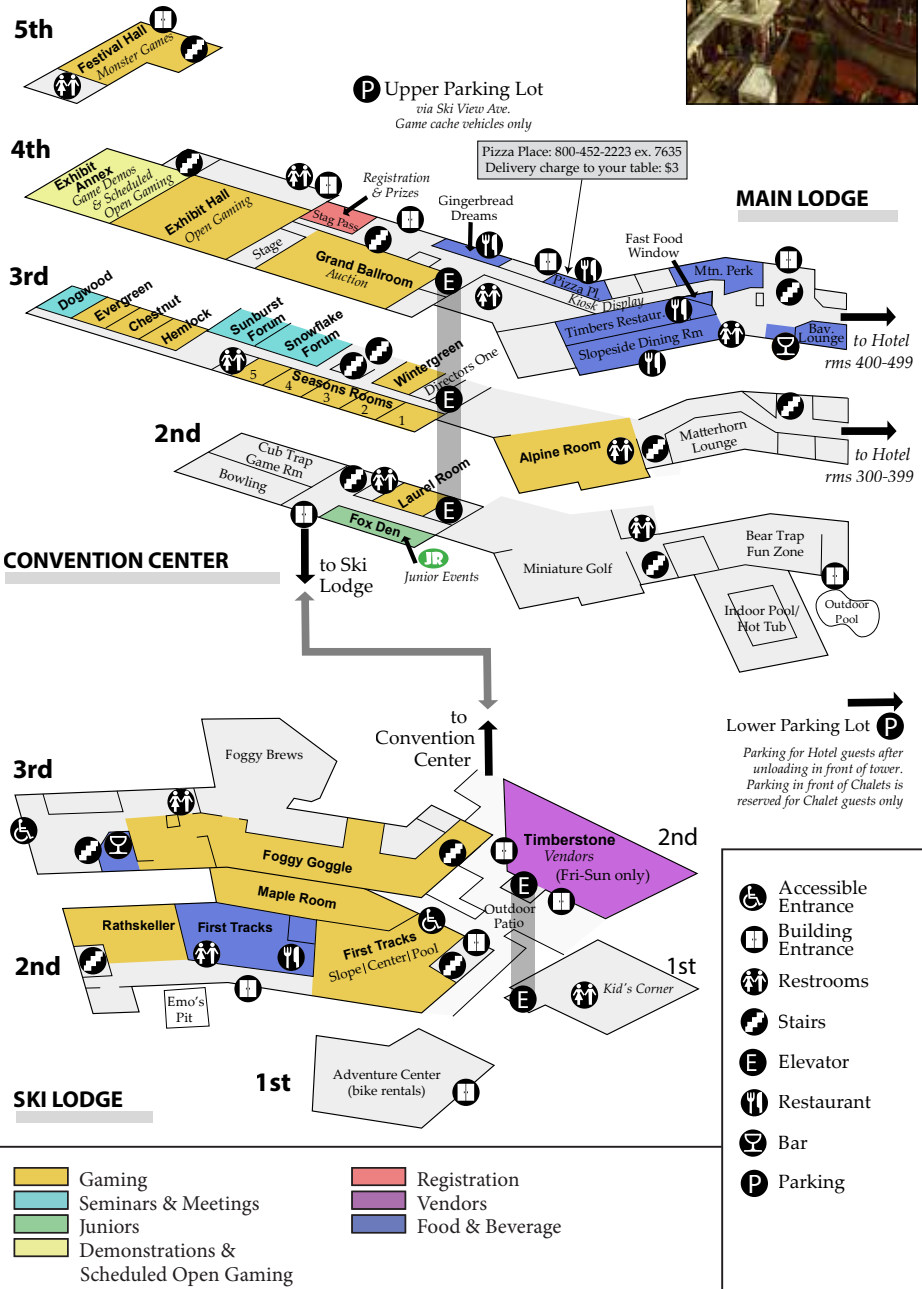 5th
Festival Hall
Monster Games
P Upper Parking Lot
via Ski View Ave.
Game cache vehicles only
4th
Pizza Place: 800-452-2223 ex. 7635
Delivery charge to your table: $3
MAIN LODGE
Exhibit
Annex
Game Demos
& Scheduled
Open Gaming
Exhibit Hall
Open Gaming
Registration
& Prizes
Stag Pass
Gingerbread
Dreams
Stage
Grand Ballroom
Auction
E
Pizza Pl.
Kiosk Display
Fast Food
Window
Mtn. Perk
Timbers Restaur.
Slopeside Dining Rm
Bav.
Lounge
to Hotel
rms 400-499
3rd
Dogwood
Evergreen
Chestnut
Hemlock
Sunburst
Forum
Snowflake
Forum
Wintergreen
Directors One
Seasons Rooms
5
4
3
2
1
E
Alpine Room
Matterhorn
Lounge
to Hotel
rms 300-399
2nd
Cub Trap
Game Rm
Bowling
Laurel Room
E
Fox Den
JR
Junior Events
Miniature Golf
Bear Trap
Fun Zone
Indoor Pool/
Hot Tub
Outdoor
Pool
CONVENTION CENTER
to Ski
Lodge
to
Convention
Center
Lower Parking Lot P
Parking for Hotel guests after
unloading in front of tower.
Parking in front of Chalets is
reserved for Chalet guests only
3rd
Foggy Brews
Foggy Goggle
Timberstone
Vendors
(Fri-Sun only)
2nd
E
Maple Room
Outdoor
Patio
2nd
Rathskeller
First Tracks
First Tracks
Slope|Center|Pool
1st
E
Kid's Corner
Emo's
Pit
1st
Adventure Center
(bike rentals)
SKI LODGE
Accessible
Entrance
Building
Entrance
Restrooms
Stairs
E Elevator
Restaurant
Bar
P Parking
Gaming
Seminars & Meetings
Juniors
Demonstrations &
Scheduled Open Gaming
Registration
Vendors
Food & Beverage